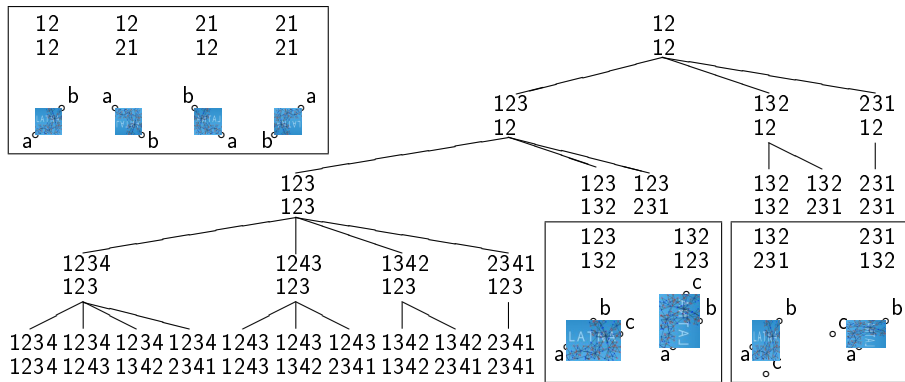 12 12 21 21
12 21 12 21
b a b a
a b a b
12
12
123 132 231
12 12 12
123 123 123 132 132 231
123 132 231 132 231 231
123 132 132 231
132 123 231 132
1234 1243 1342 2341
123 123 123 123
1234 1234 1234 1234 1243 1243 1243 1342 1342 2341
1234 1243 1342 2341 1243 1342 2341 1342 2341 2341
b c c b b c b
LATMA
a a a c a